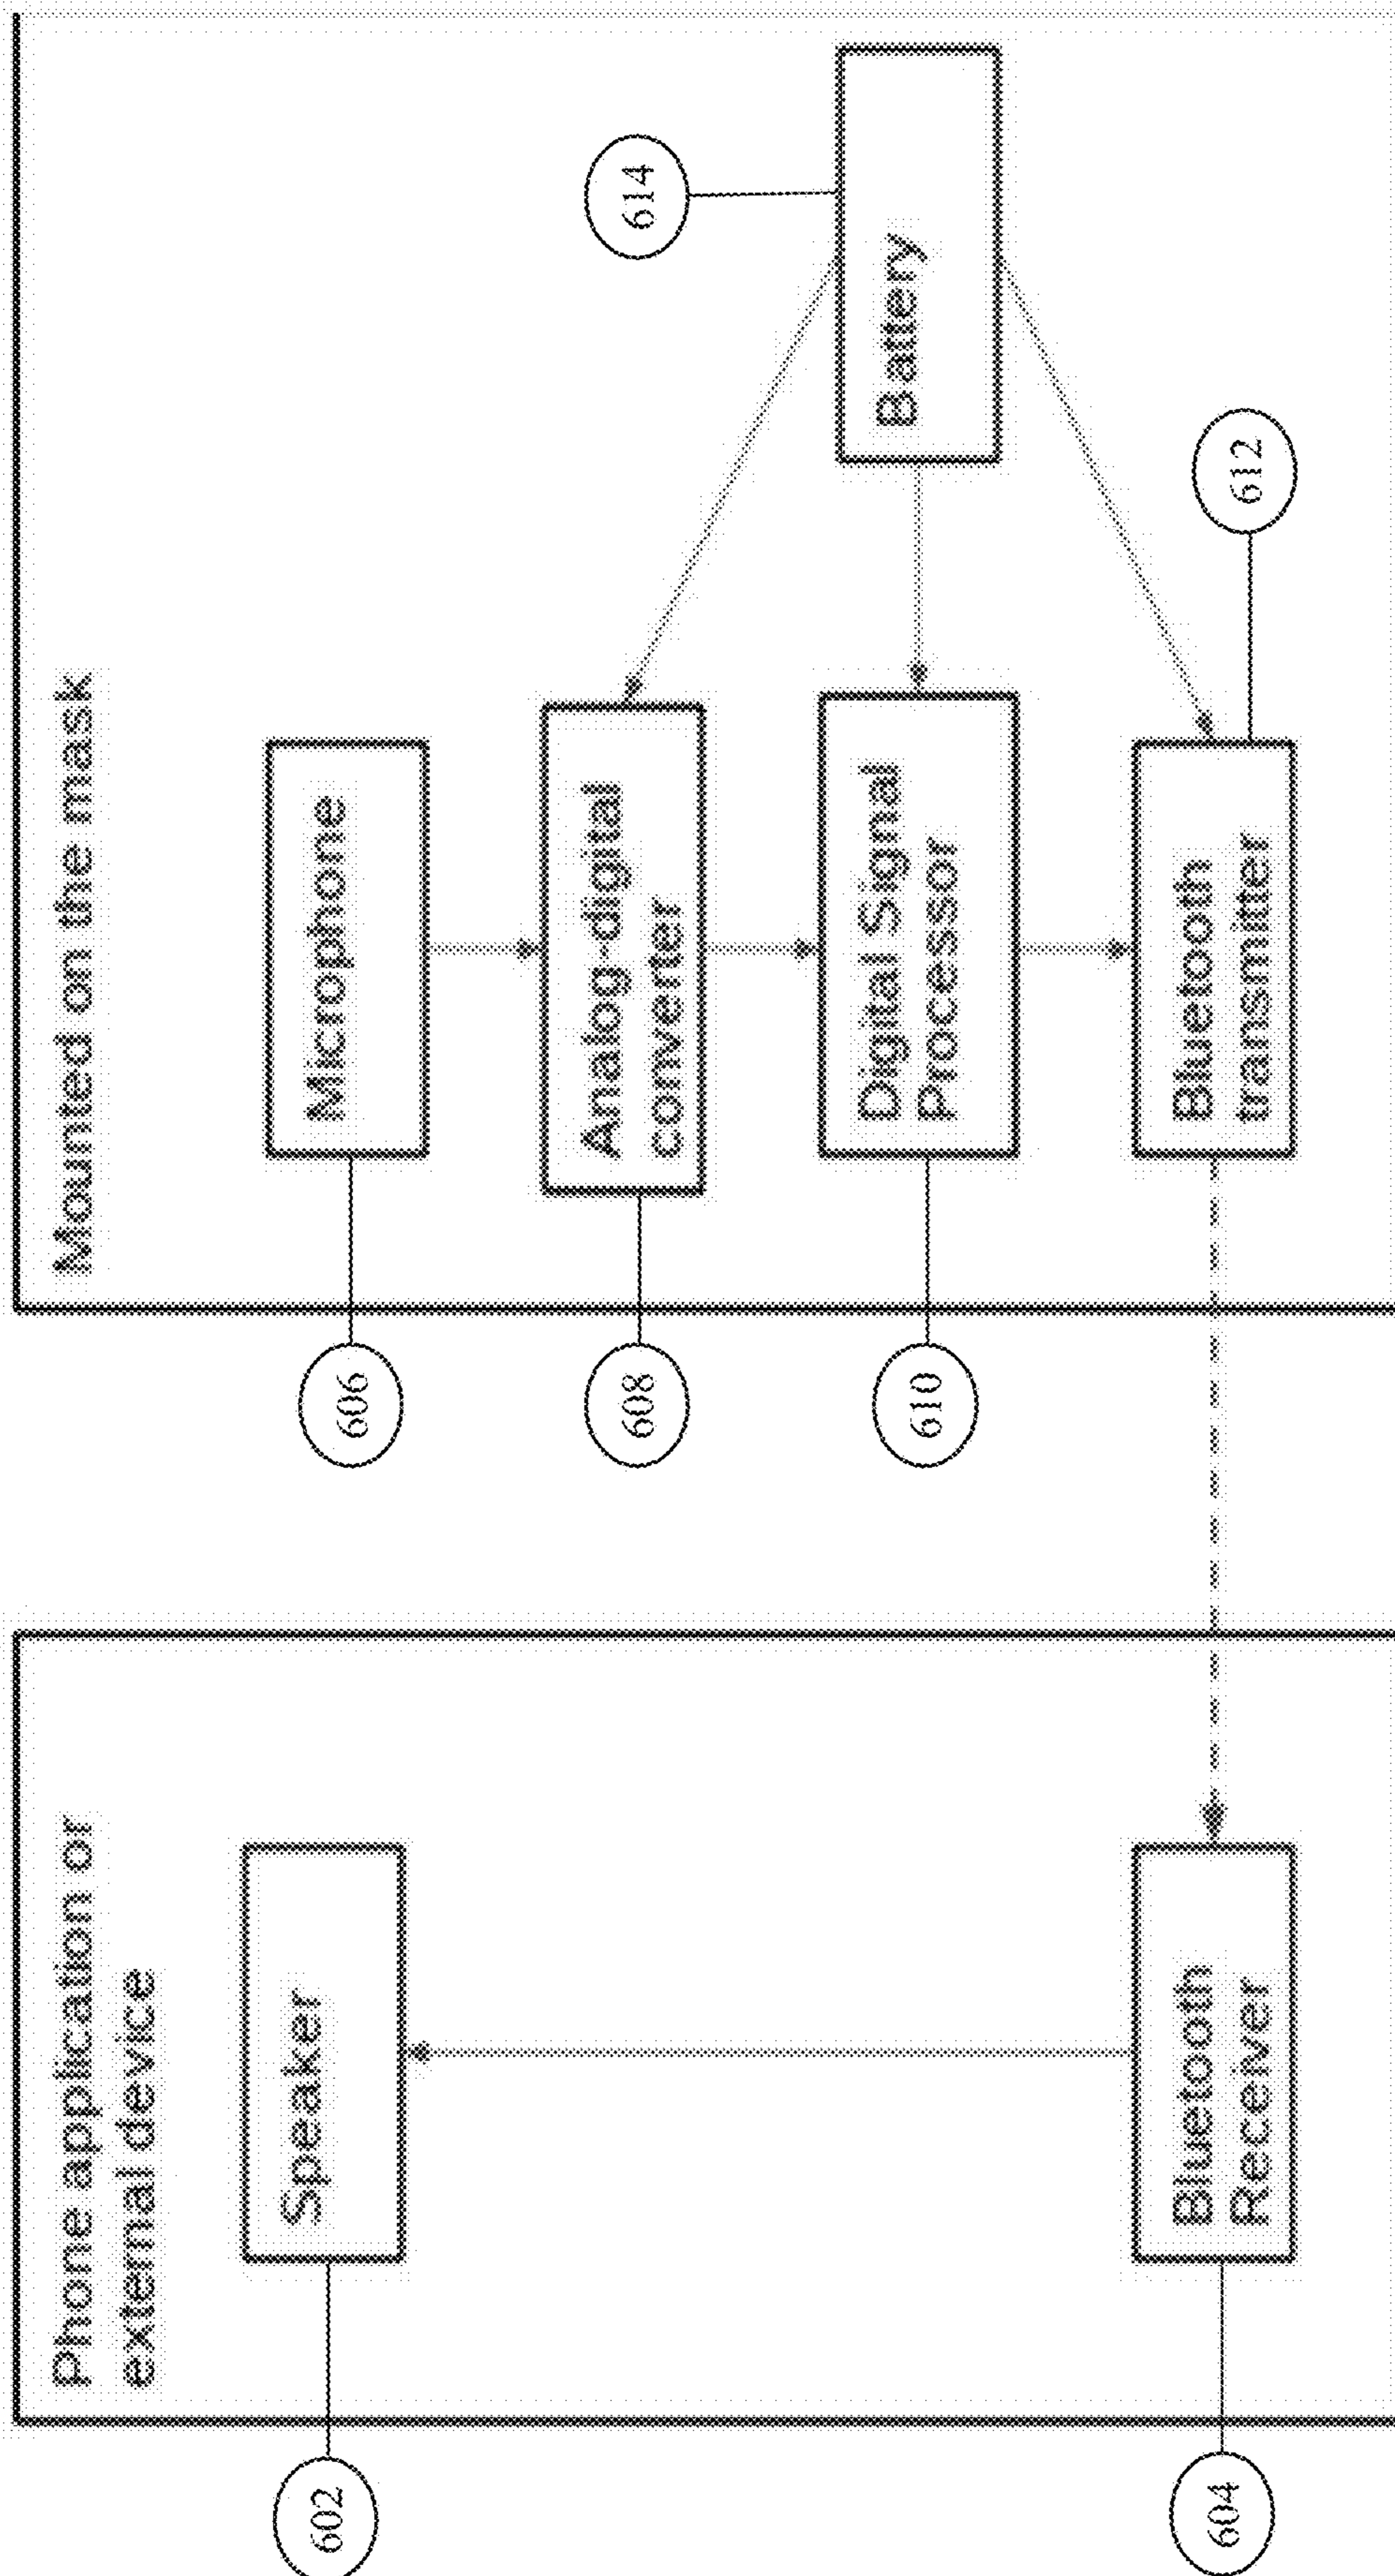 Phone application or
external device
Speaker
Bluetooth
Receiver
602
604
Mounted on the mask
Microphone
Analog-digital
converter
Digital Signal
Processor
Bluetooth
transmitter
Battery
606
608
610
612
614